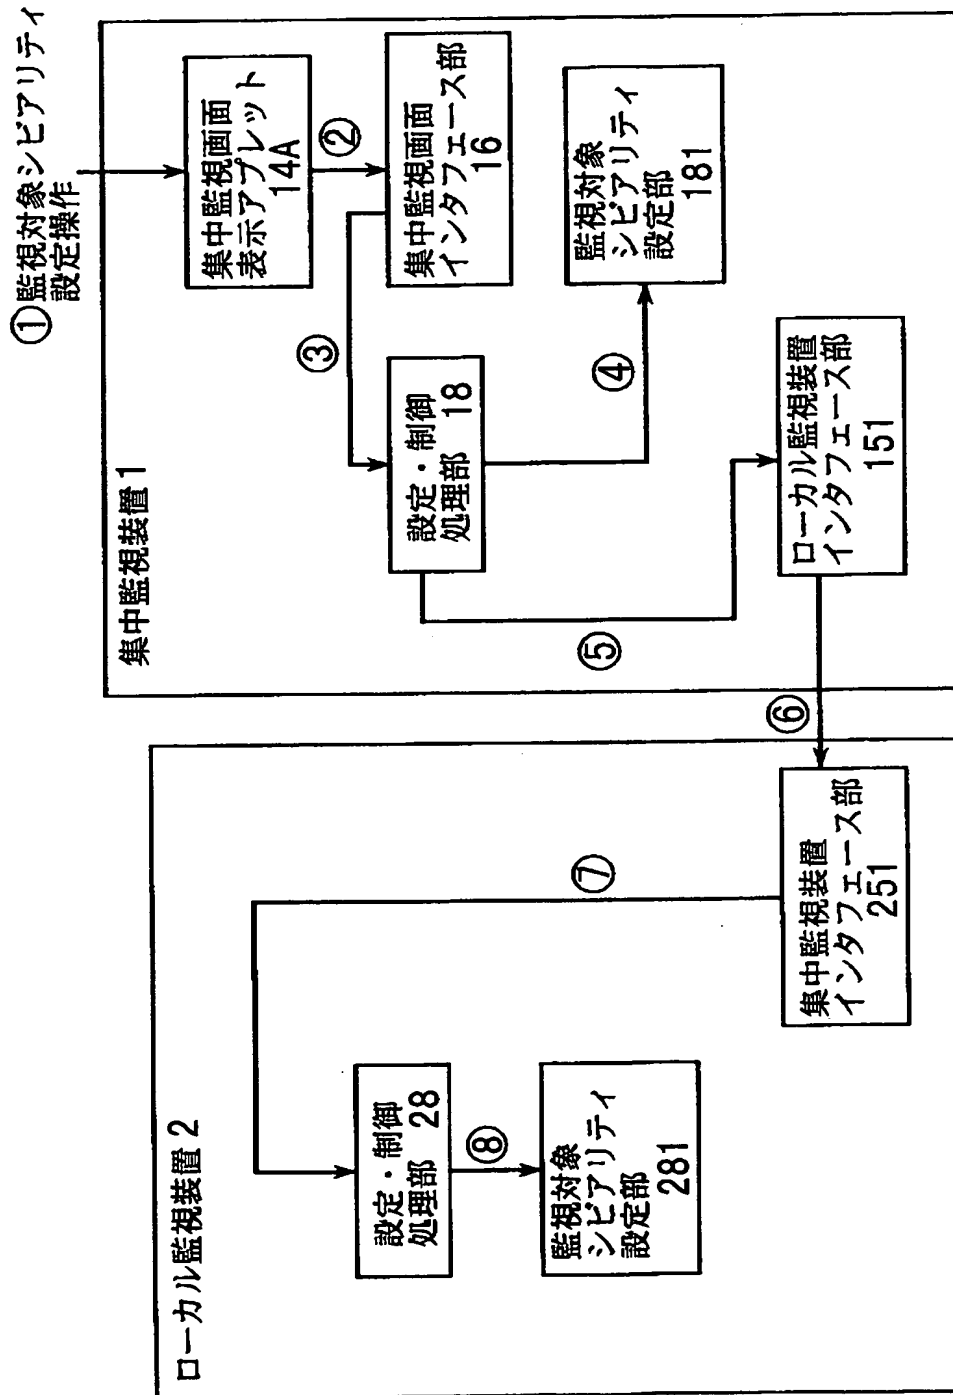 ①監視対象シビアリティ
設定操作
集中監視装置1
集中監視画面
表示アプレット
14A
②
集中監視画面
インタフェース部
16
③
設定・制御
処理部 18
④
監視対象
シビアリティ
設定部
181
⑤
ローカル監視装置
インタフェース部
151
⑥
ローカル監視装置2
集中監視装置
インタフェース部
251
⑦
設定・制御
処理部 28
⑧
監視対象
シビアリティ
設定部
281